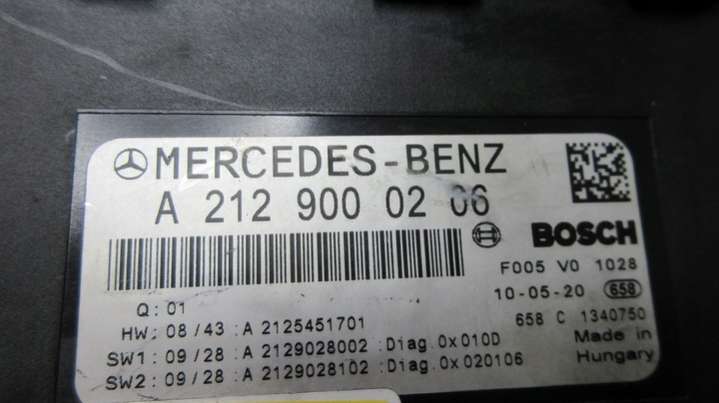 MERCEDES-BENZ
A 212 900 02 06
BOSCH
F005 V0 1028
10-05-20 658
658 C 1340750
Made in
Hungary
Q: 01
HW: 08/43 :A 2125451701
SW1: 09/28 :A 2129028002 :Diag.0x010D
SW2: 09/28 :A 2129028102 :Diag.0x020106